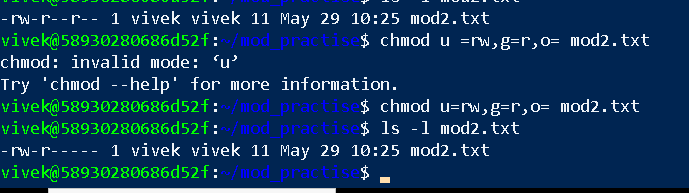 -rw-r--r-- 1 vivek vivek 11 May 29 10:25 mod2.txt
vivek@58930280686d52f:~/mod-practise$ chmod u =rw,g=r,o= mod2.txt
chmod: invalid mode: ‘u’
Try 'chmod --help' for more information.
vivek@58930280686d52f:~/mod-practise$ chmod u=rw,g=r,o= mod2.txt
vivek@58930280686d52f:~/mod-practise$ ls -l mod2.txt
-rw-r----- 1 vivek vivek 11 May 29 10:25 mod2.txt
vivek@58930280686d52f:~/mod-practise$